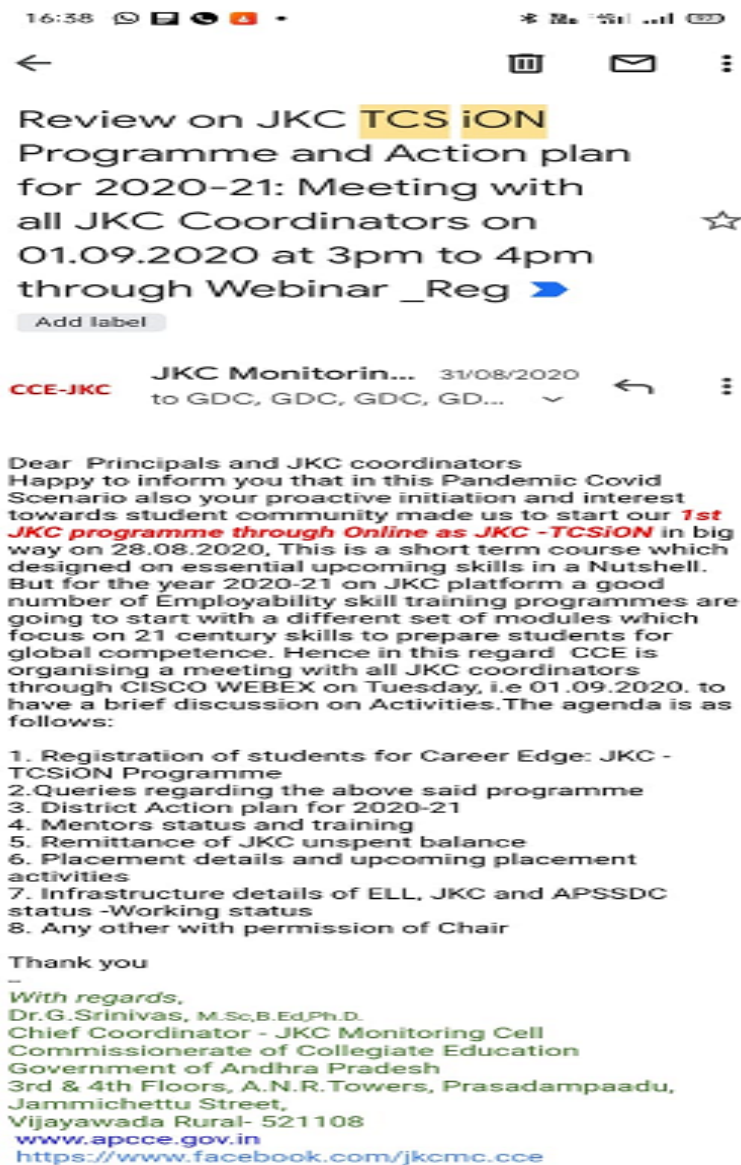 16:38
Review on JKC TCS iON
Programme and Action plan
for 2020-21: Meeting with
all JKC Coordinators on
01.09.2020 at 3pm to 4pm
through Webinar _Reg
Add label
CCE-JKC
JKC Monitorin... 31/08/2020
to GDC, GDC, GDC, GD...
Dear Principals and JKC coordinators
Happy to inform you that in this Pandemic Covid
Scenario also your proactive initiation and interest
towards student community made us to start our 1st
JKC programme through Online as JKC -TCSiON in big
way on 28.08.2020, This is a short term course which
designed on essential upcoming skills in a Nutshell.
But for the year 2020-21 on JKC platform a good
number of Employability skill training programmes are
going to start with a different set of modules which
focus on 21 century skills to prepare students for
global competence. Hence in this regard CCE is
organising a meeting with all JKC coordinators
through CISCO WEBEX on Tuesday, i.e 01.09.2020. to
have a brief discussion on Activities.The agenda is as
follows:
1. Registration of students for Career Edge: JKC -
TCSiON Programme
2.Queries regarding the above said programme
3. District Action plan for 2020-21
4. Mentors status and training
5. Remittance of JKC unspent balance
6. Placement details and upcoming placement
activities
7. Infrastructure details of ELL, JKC and APSSDC
status -Working status
8. Any other with permission of Chair
Thank you
--
With regards,
Dr.G.Srinivas, M.Sc,B.Ed,Ph.D.
Chief Coordinator - JKC Monitoring Cell
Commissionerate of Collegiate Education
Government of Andhra Pradesh
3rd & 4th Floors, A.N.R.Towers, Prasadampaadu,
Jammichettu Street,
Vijayawada Rural- 521108
www.apcce.gov.in
https://www.facebook.com/jkcmc.cce